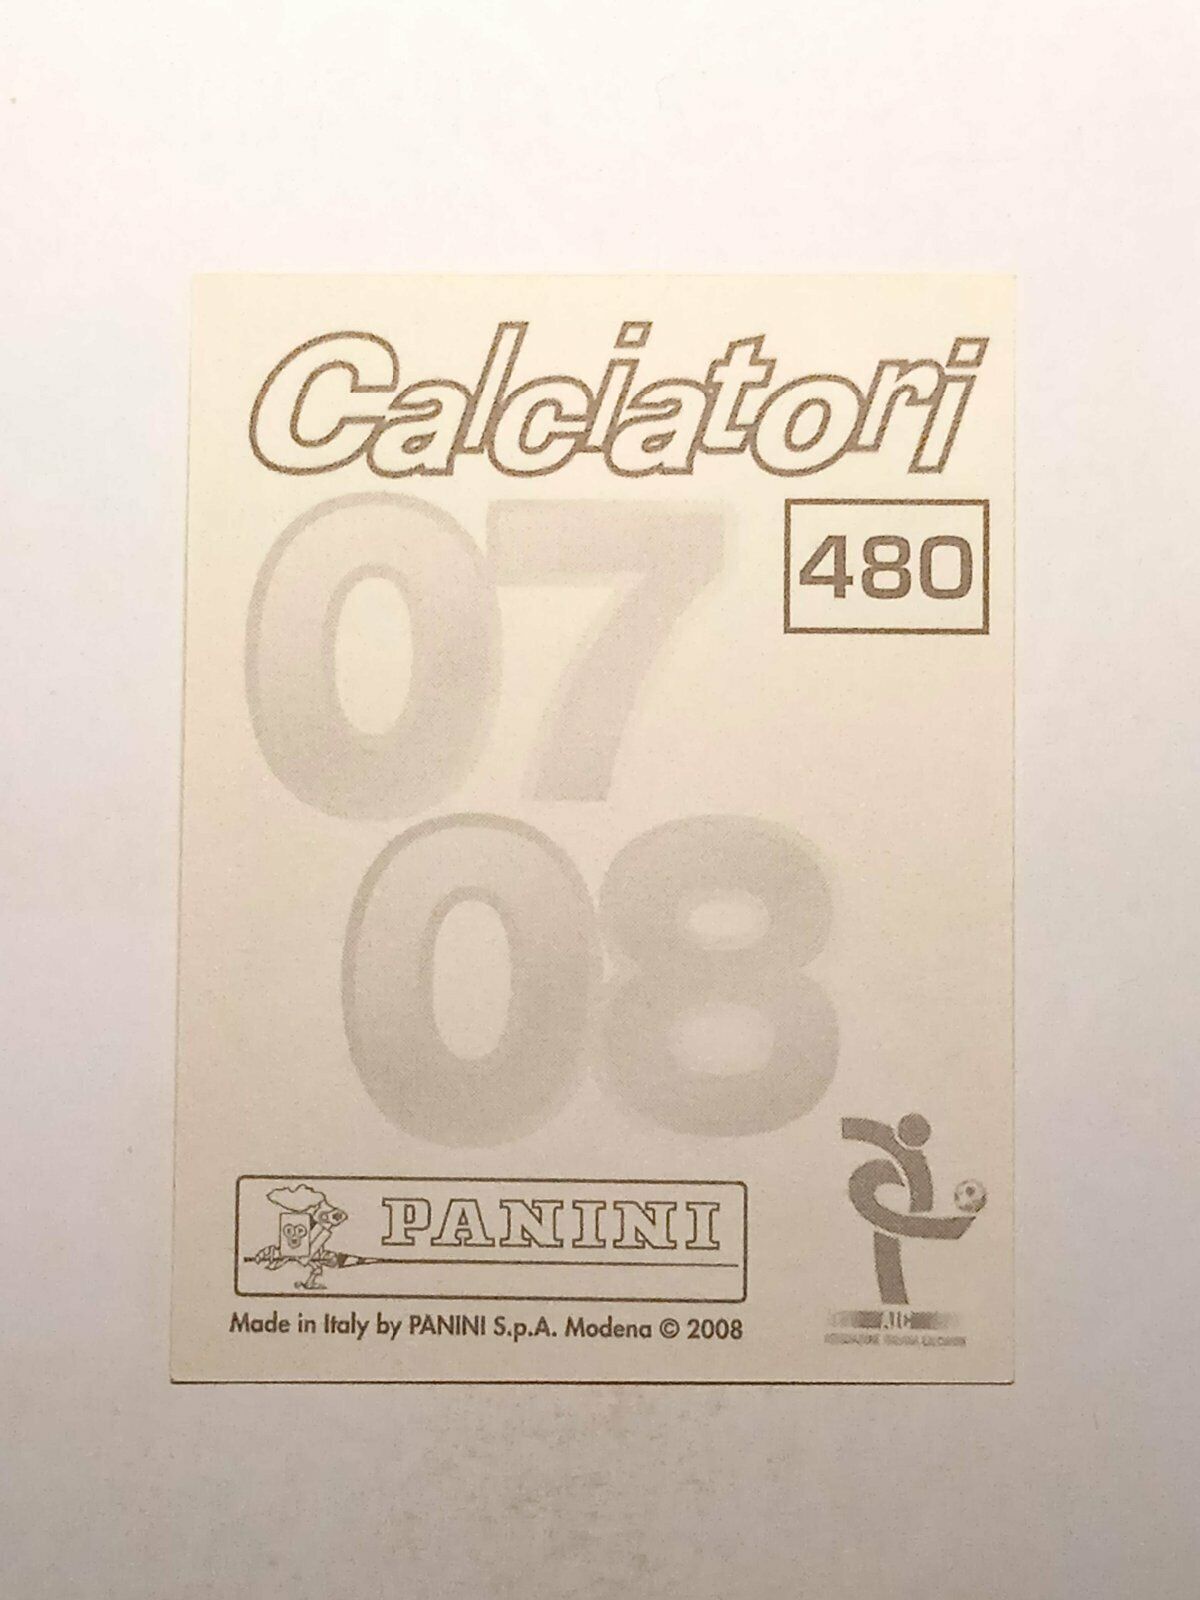 Calciatori
07
480
08
PANINI
Made in Italy by PANINI S.p.A. Modena © 2008